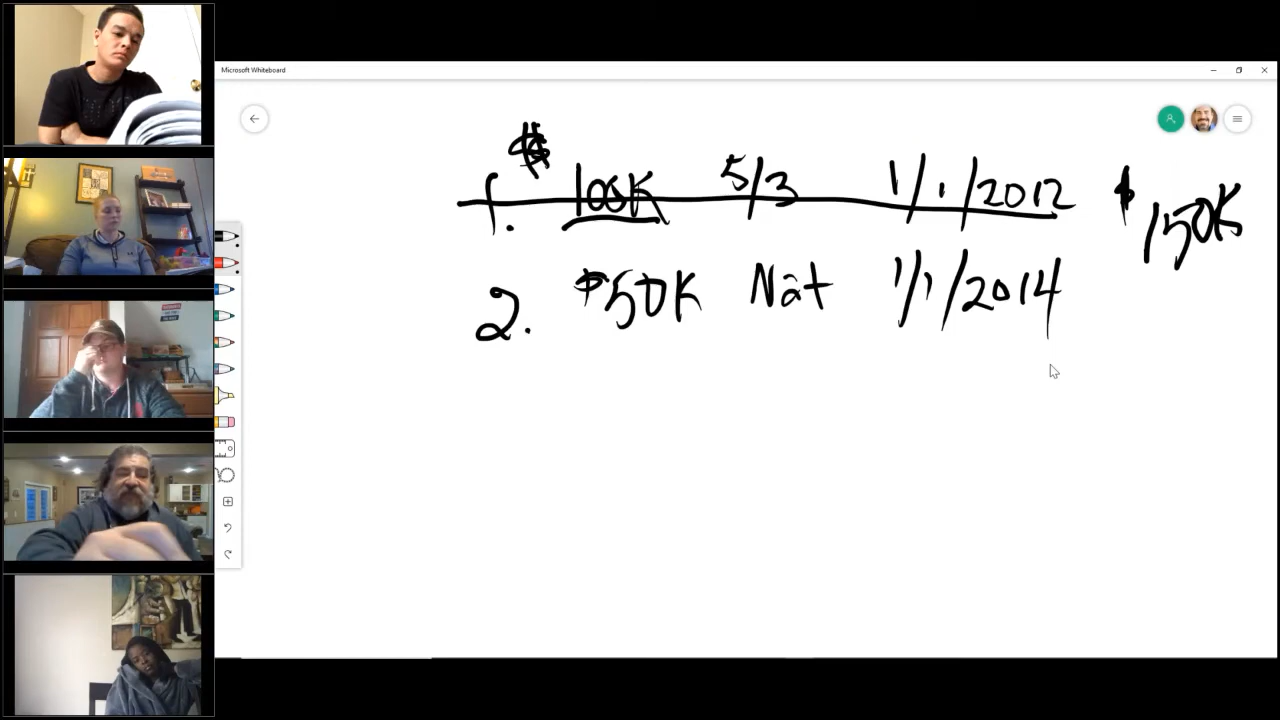 Microsoft Whiteboard
$
1. 100K 5/3 1/1/2012 $150K
2. $50K Nat 1/1/2014